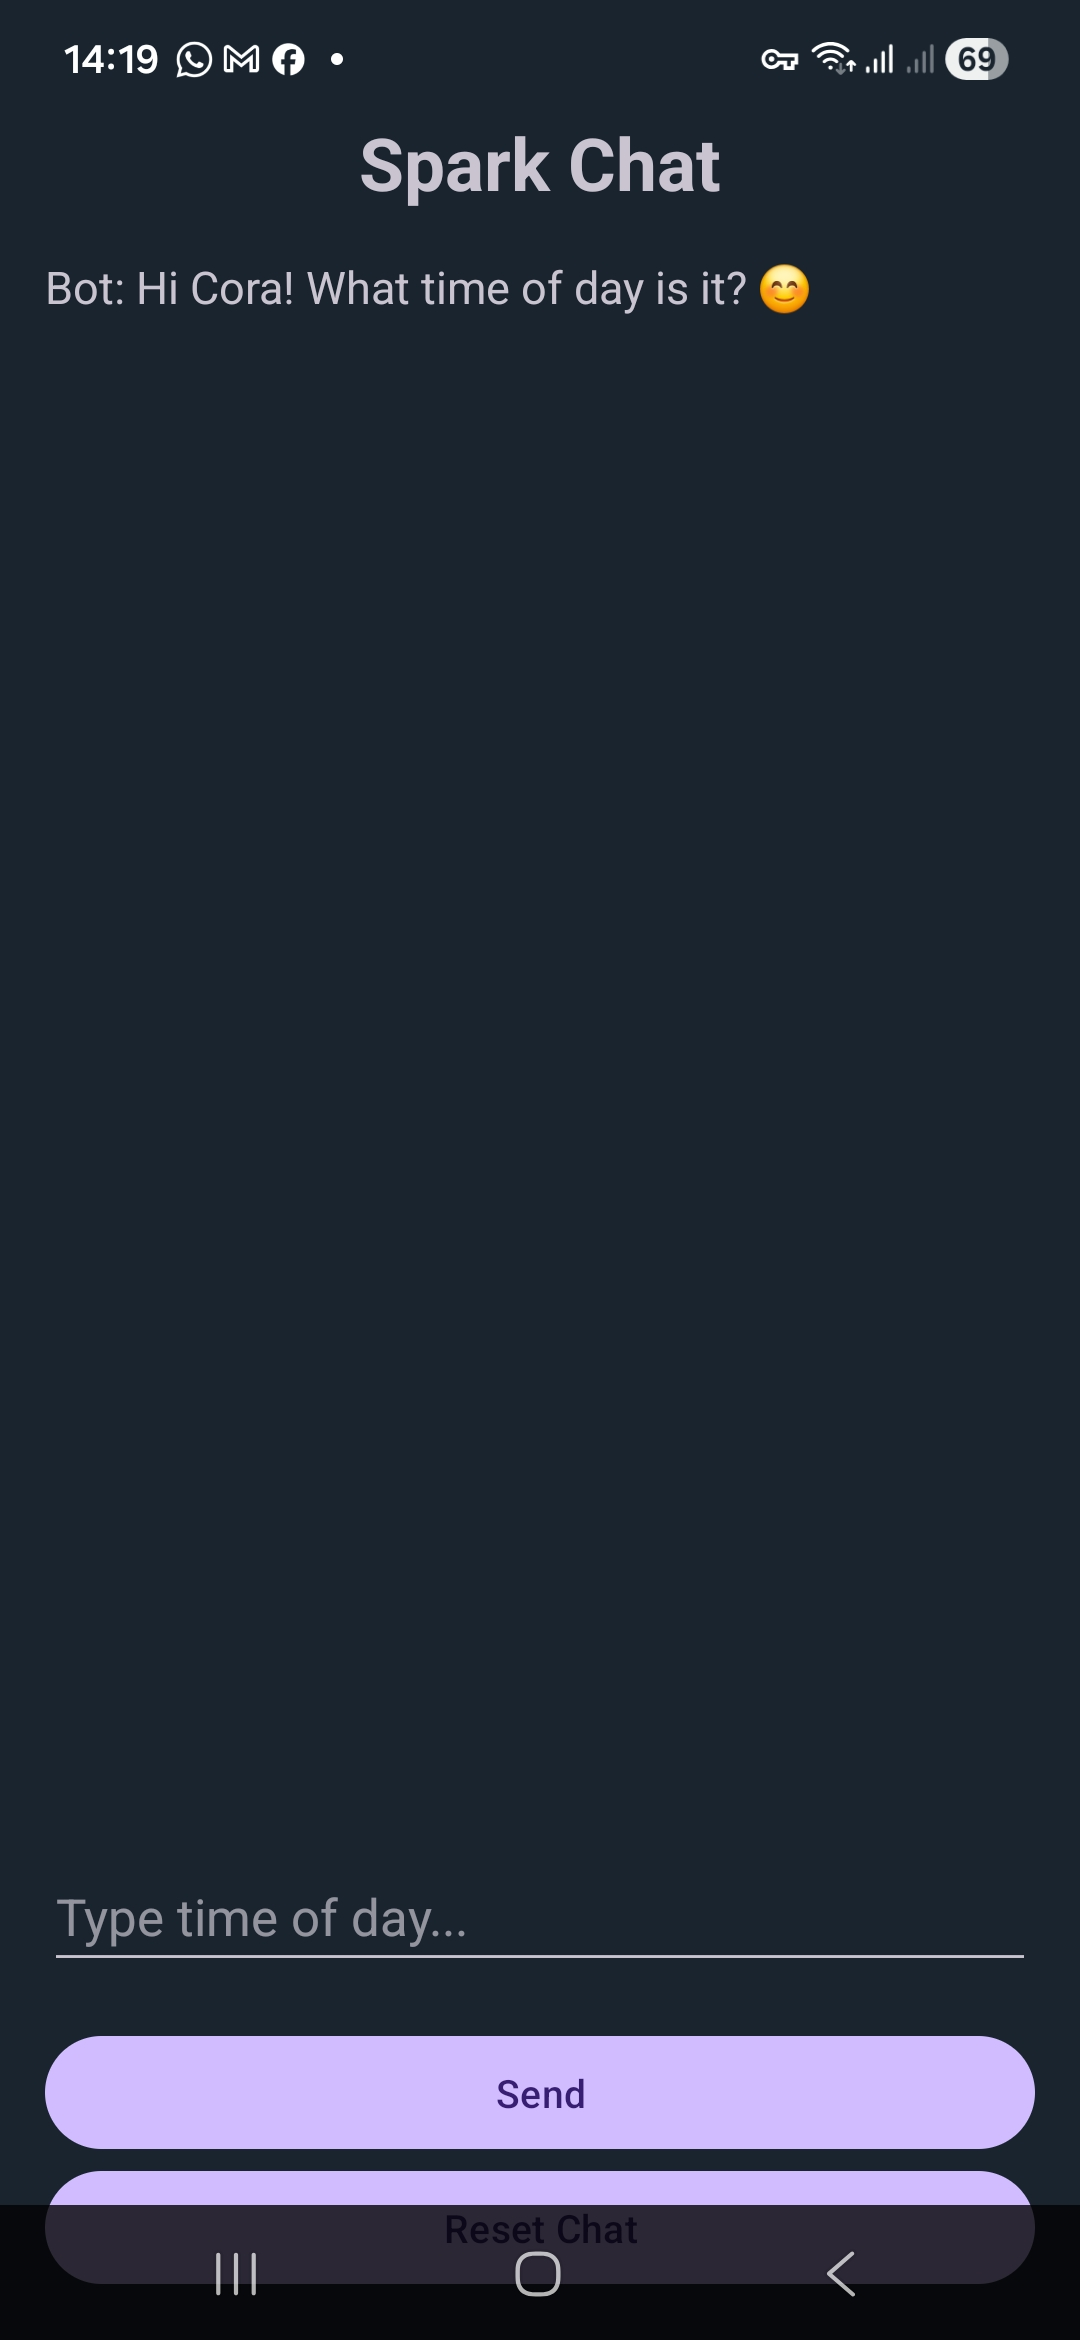 14:19 69
Spark Chat
Bot: Hi Cora! What time of day is it? 😊
Type time of day...
Send
Reset Chat